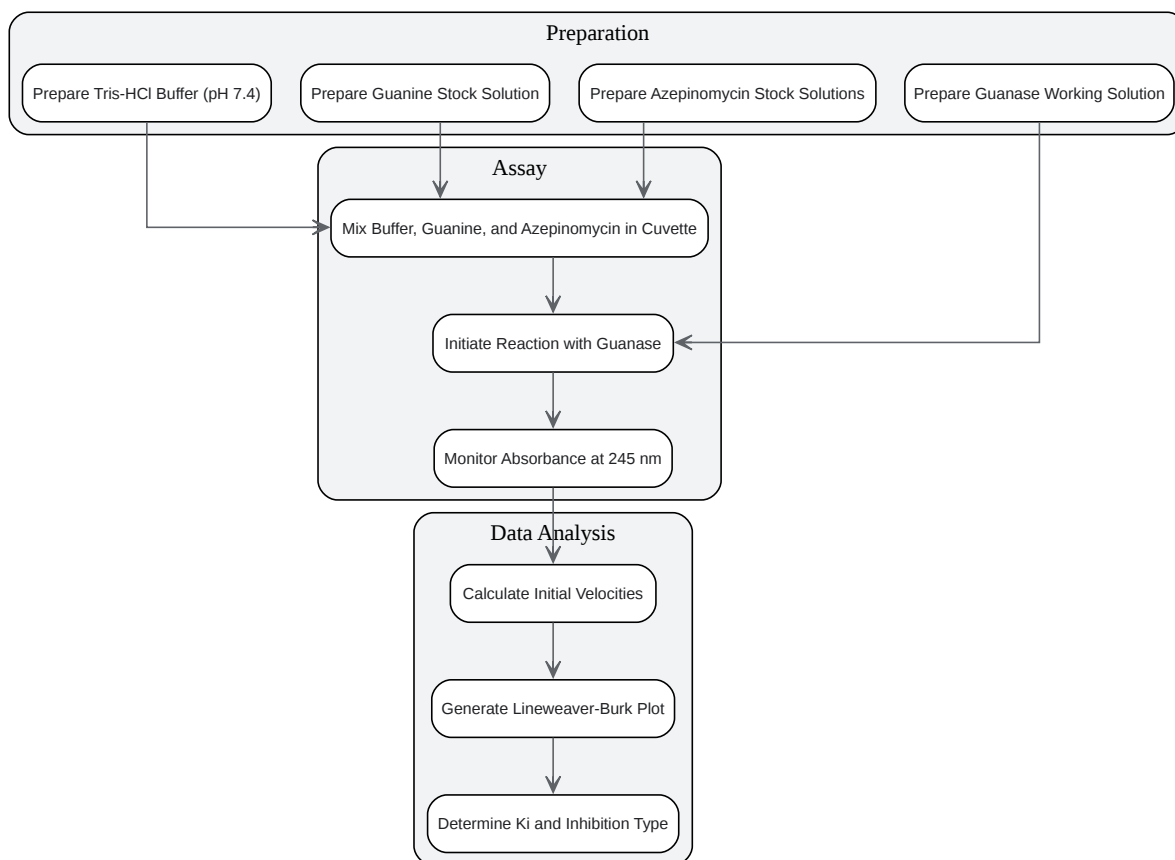 Preparation
Prepare Tris-HCl Buffer (pH 7.4)
Prepare Guanine Stock Solution
Prepare Azepinomycin Stock Solutions
Prepare Guanase Working Solution
Assay
Mix Buffer, Guanine, and Azepinomycin in Cuvette
Initiate Reaction with Guanase
Monitor Absorbance at 245 nm
Data Analysis
Calculate Initial Velocities
Generate Lineweaver-Burk Plot
Determine Ki and Inhibition Type